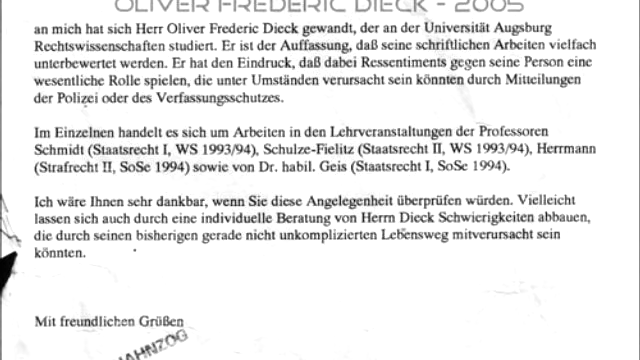 OLIVER FREDERIC DIECK - 2005
an mich hat sich Herr Oliver Frederic Dieck gewandt, der an der Universität Augsburg
Rechtswissenschaften studiert. Er ist der Auffassung, daß seine schriftlichen Arbeiten vielfach
unterbewertet werden. Er hat den Eindruck, daß dabei Ressentiments gegen seine Person eine
wesentliche Rolle spielen, die unter Umständen verursacht sein könnten durch Mitteilungen
der Polizei oder des Verfassungsschutzes.
Im Einzelnen handelt es sich um Arbeiten in den Lehrveranstaltungen der Professoren
Schmidt (Staatsrecht I, WS 1993/94), Schulze-Fielitz (Staatsrecht II, WS 1993/94), Herrmann
(Strafrecht II, SoSe 1994) sowie von Dr. habil. Geis (Staatsrecht I, SoSe 1994).
Ich wäre Ihnen sehr dankbar, wenn Sie diese Angelegenheit überprüfen würden. Vielleicht
lassen sich auch durch eine individuelle Beratung von Herrn Dieck Schwierigkeiten abbauen,
die durch seinen bisherigen gerade nicht unkomplizierten Lebensweg mitverursacht sein
könnten.
Mit freundlichen Grüßen
JAHNZOG